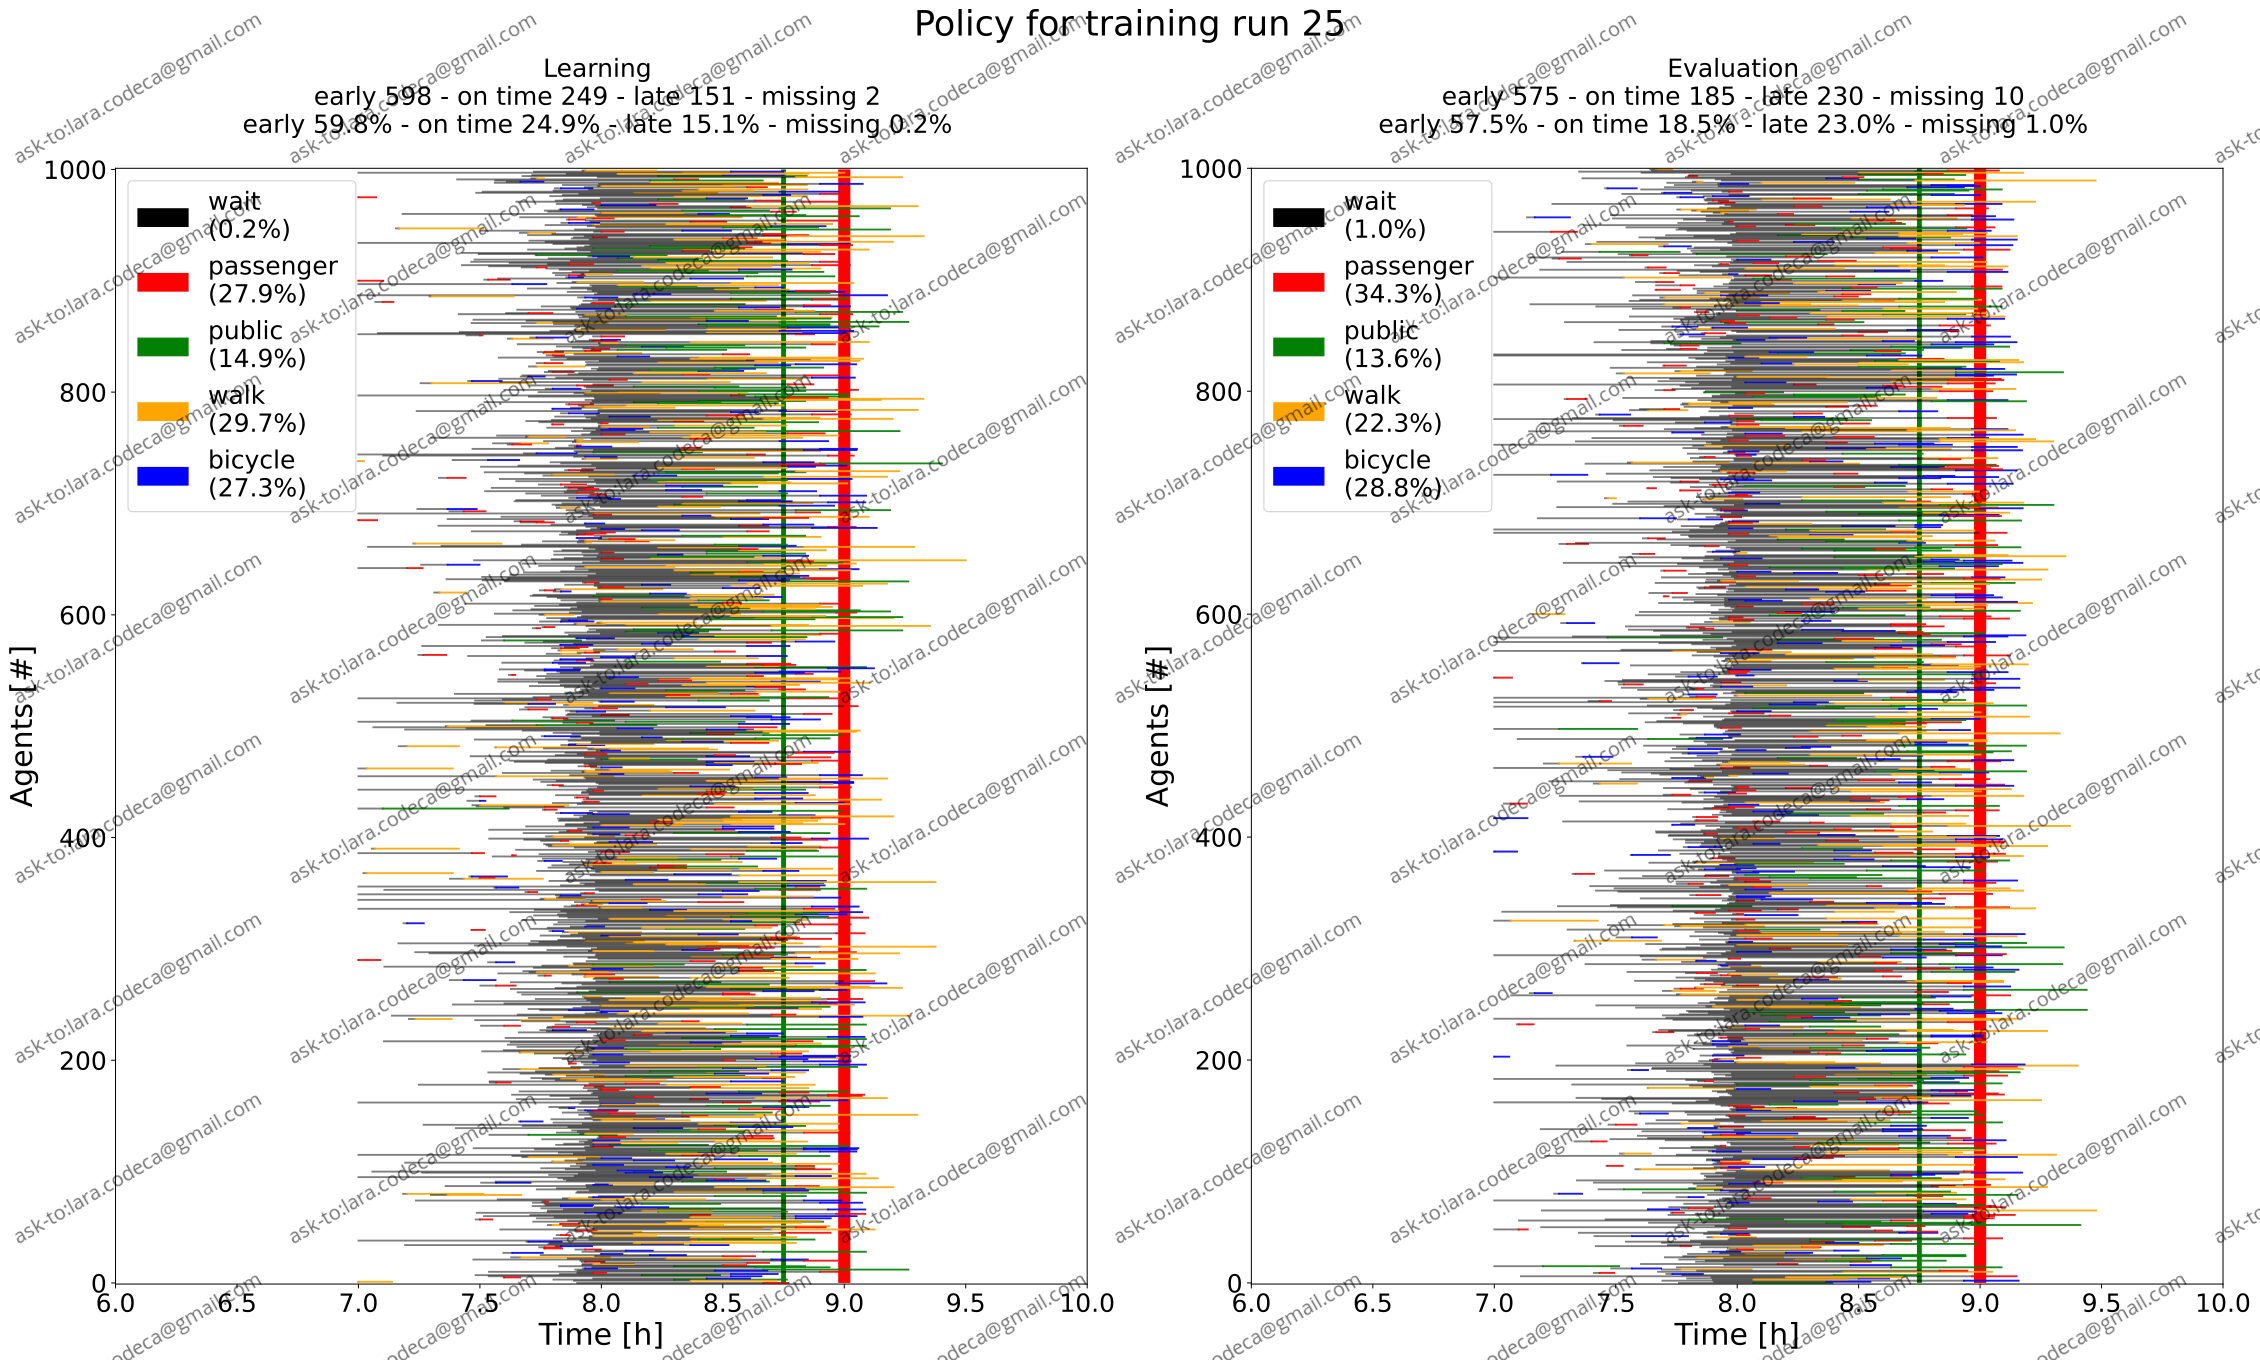 Policy for training run 25
Learning
early 598 - on time 249 - late 151 - missing 2
early 59.8% - on time 24.9% - late 15.1% - missing 0.2%
1000
800
600
400
200
0
Agents [#]
wait
(0.2%)
passenger
(27.9%)
public
(14.9%)
walk
(29.7%)
bicycle
(27.3%)
6.0 6.5 7.0 7.5 8.0 8.5 9.0 9.5 10.0
Time [h]
Evaluation
early 575 - on time 185 - late 230 - missing 10
early 57.5% - on time 18.5% - late 23.0% - missing 1.0%
1000
800
600
400
200
0
Agents [#]
wait
(1.0%)
passenger
(34.3%)
public
(13.6%)
walk
(22.3%)
bicycle
(28.8%)
6.0 6.5 7.0 7.5 8.0 8.5 9.0 9.5 10.0
Time [h]
ask-to:lara.codeca@gmail.com